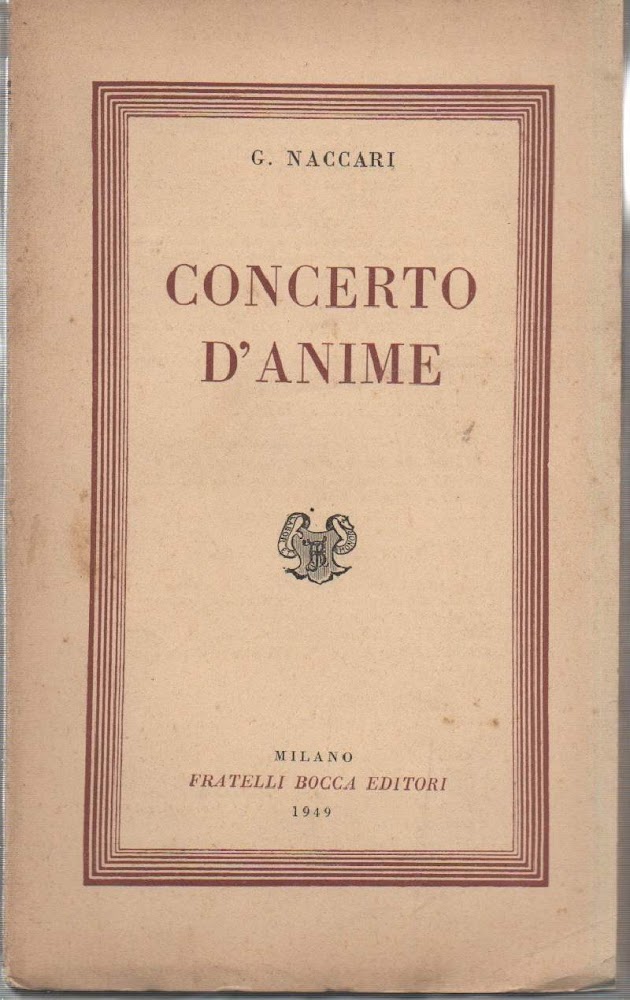 G. NACCARI
CONCERTO
D'ANIME
MILANO
FRATELLI BOCCA EDITORI
1949